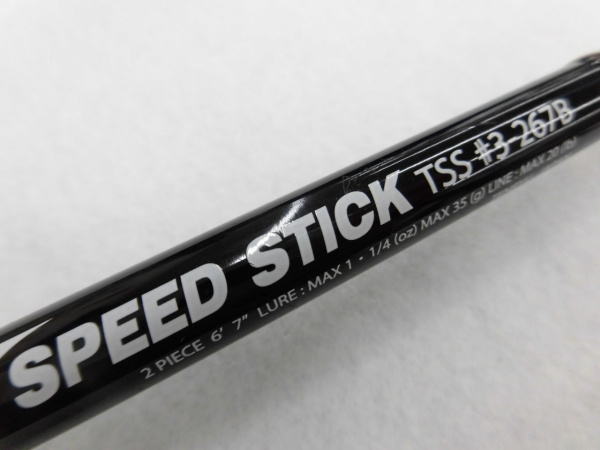 SPEED STICK TSS #3-267B
2 PIECE 6' 7" LURE : MAX 1・1/4 (oz) MAX 35 (g) LINE : MAX 20 (lb)